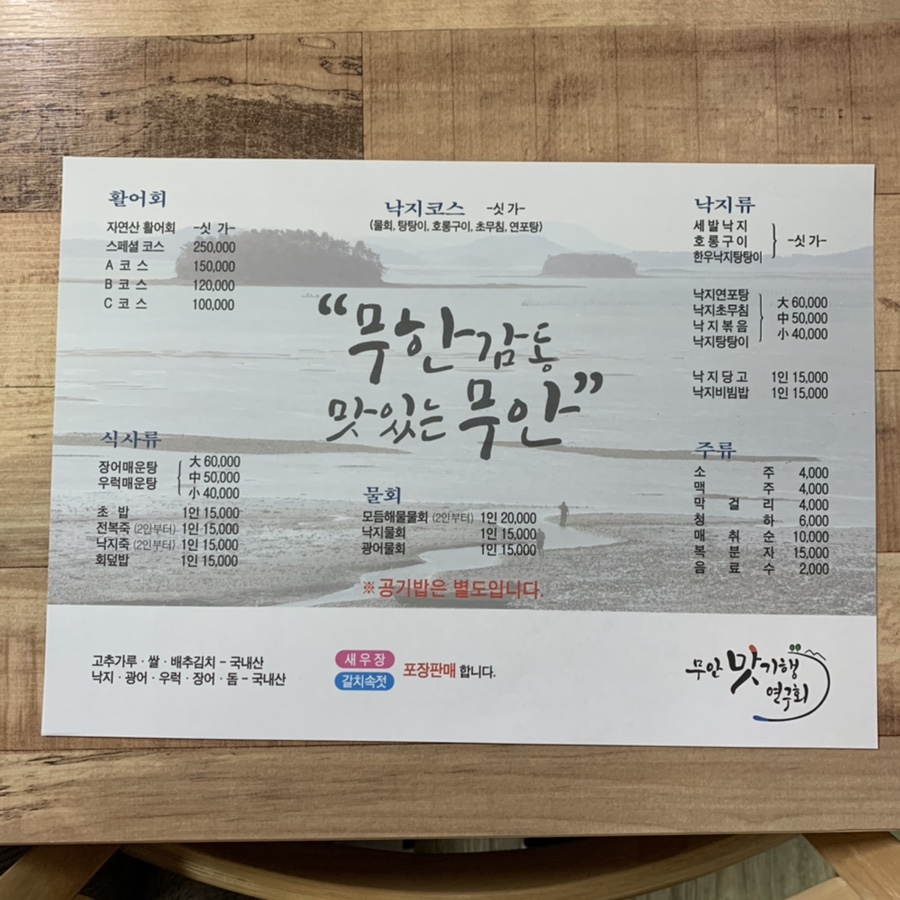 활어회
자연산 활어회 -싯 가-
스페셜 코스 250,000
A 코 스 150,000
B 코 스 120,000
C 코 스 100,000
낙지코스 -싯가-
(물회, 탕탕이, 호롱구이, 초무침, 연포탕)
낙지류
세 발 낙 지
호 롱 구 이 -싯 가-
한우낙지탕탕이
낙지연포탕
낙지초무침
낙 지 볶 음
낙지탕탕이
大 60,000
中 50,000
小 40,000
낙 지 당 고 1인 15,000
낙지비빔밥 1인 15,000
“무한감동
맛있는 무안”
식사류
장어매운탕
우럭매운탕
大 60,000
中 50,000
小 40,000
초 밥 1인 15,000
전복죽 (2인부터) 1인 15,000
낙지죽 (2인부터) 1인 15,000
회덮밥 1인 15,000
물회
모듬해물물회 (2인부터) 1인 20,000
낙지물회 1인 15,000
광어물회 1인 15,000
※ 공기밥은 별도입니다.
주류
소 주 4,000
맥 주 4,000
막 걸 리 4,000
청 하 6,000
매 취 순 10,000
복 분 자 15,000
음 료 수 2,000
고추가루 · 쌀 · 배추김치 - 국내산
낙지 · 광어 · 우럭 · 장어 · 돔 - 국내산
새우장
갈치속젓
포장판매 합니다.
무안 맛기행
연구회